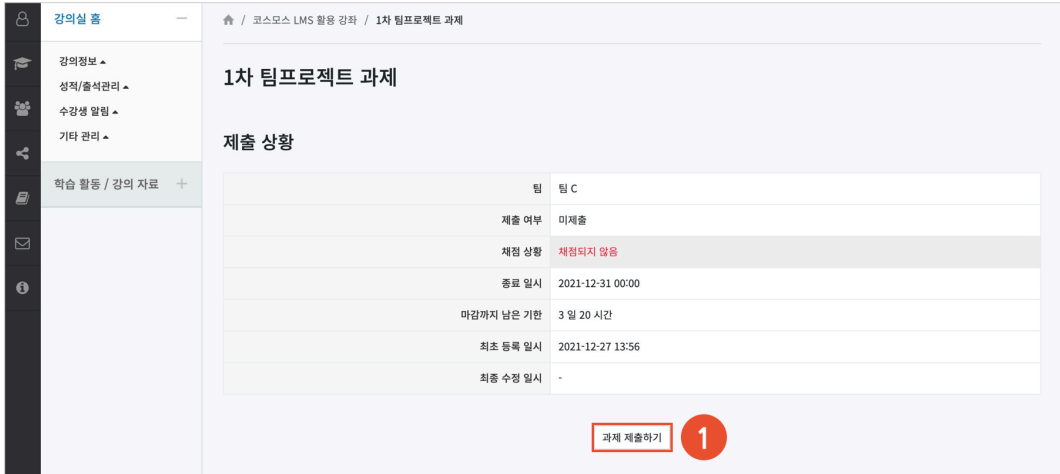 강의실 홈
강의정보
성적/출석관리
수강생 알림
기타 관리
학습 활동 / 강의 자료
/ 코스모스 LMS 활용 강좌 / 1차 팀프로젝트 과제
1차 팀프로젝트 과제
제출 상황
팀 팀 C
제출 여부 미제출
채점 상황 채점되지 않음
종료 일시 2021-12-31 00:00
마감까지 남은 기한 3 일 20 시간
최초 등록 일시 2021-12-27 13:56
최종 수정 일시 -
과제 제출하기 1